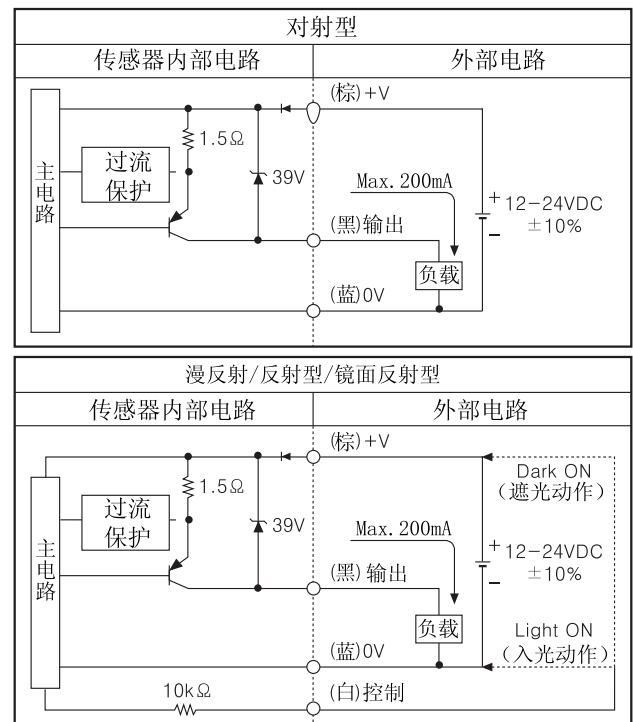 对射型
传感器内部电路
外部电路
(棕)+V
1.5Ω
过流
保护
主电路
39V
Max.200mA
+
12-24VDC
±10%
−
(黑)输出
负载
(蓝)0V
漫反射/反射型/镜面反射型
传感器内部电路
外部电路
(棕)+V
Dark ON
(遮光动作)
1.5Ω
过流
保护
主电路
39V
Max.200mA
+
12-24VDC
±10%
−
(黑)输出
负载
Light ON
(入光动作)
(蓝)0V
10kΩ
(白)控制